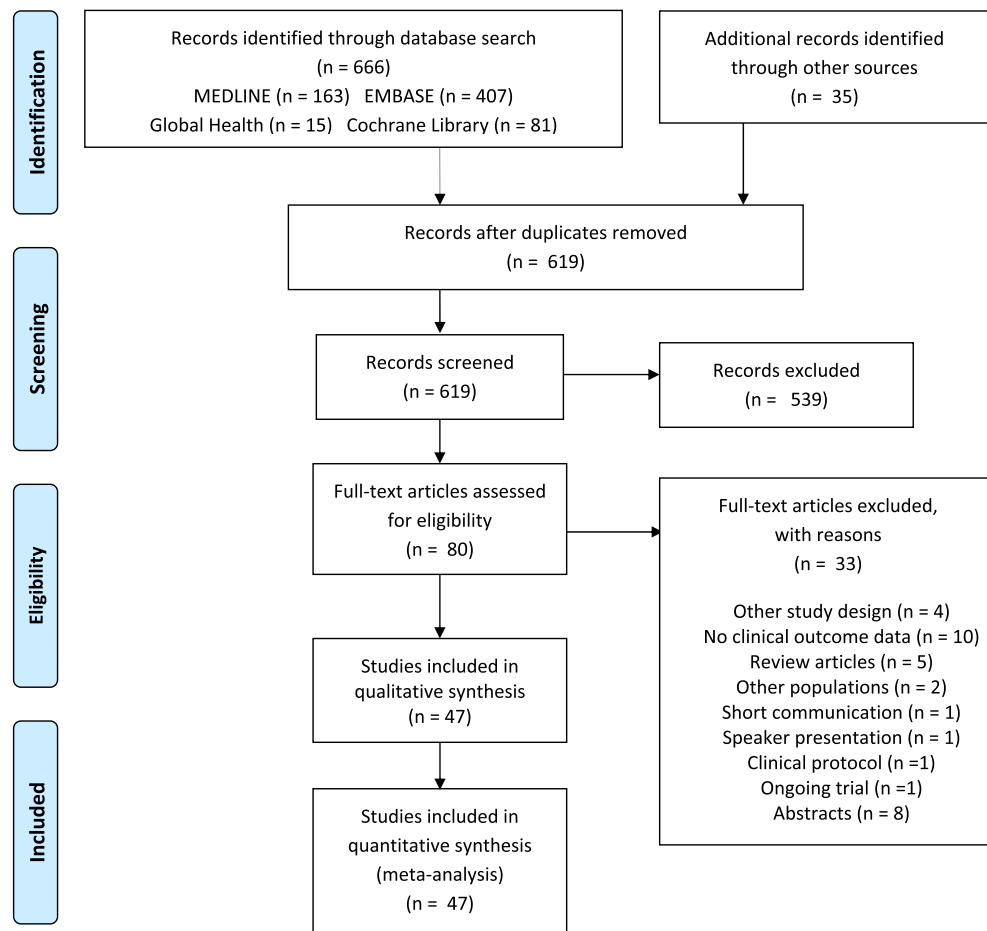 Identification
Records identified through database search
(n = 666)
MEDLINE (n = 163) EMBASE (n = 407)
Global Health (n = 15) Cochrane Library (n = 81)
Additional records identified
through other sources
(n = 35)
Records after duplicates removed
(n = 619)
Screening
Records screened
(n = 619)
Records excluded
(n = 539)
Eligibility
Full-text articles assessed
for eligibility
(n = 80)
Full-text articles excluded,
with reasons
(n = 33)
Other study design (n = 4)
No clinical outcome data (n = 10)
Review articles (n = 5)
Other populations (n = 2)
Short communication (n = 1)
Speaker presentation (n = 1)
Clinical protocol (n =1)
Ongoing trial (n =1)
Abstracts (n = 8)
Studies included in
qualitative synthesis
(n = 47)
Included
Studies included in
quantitative synthesis
(meta-analysis)
(n = 47)